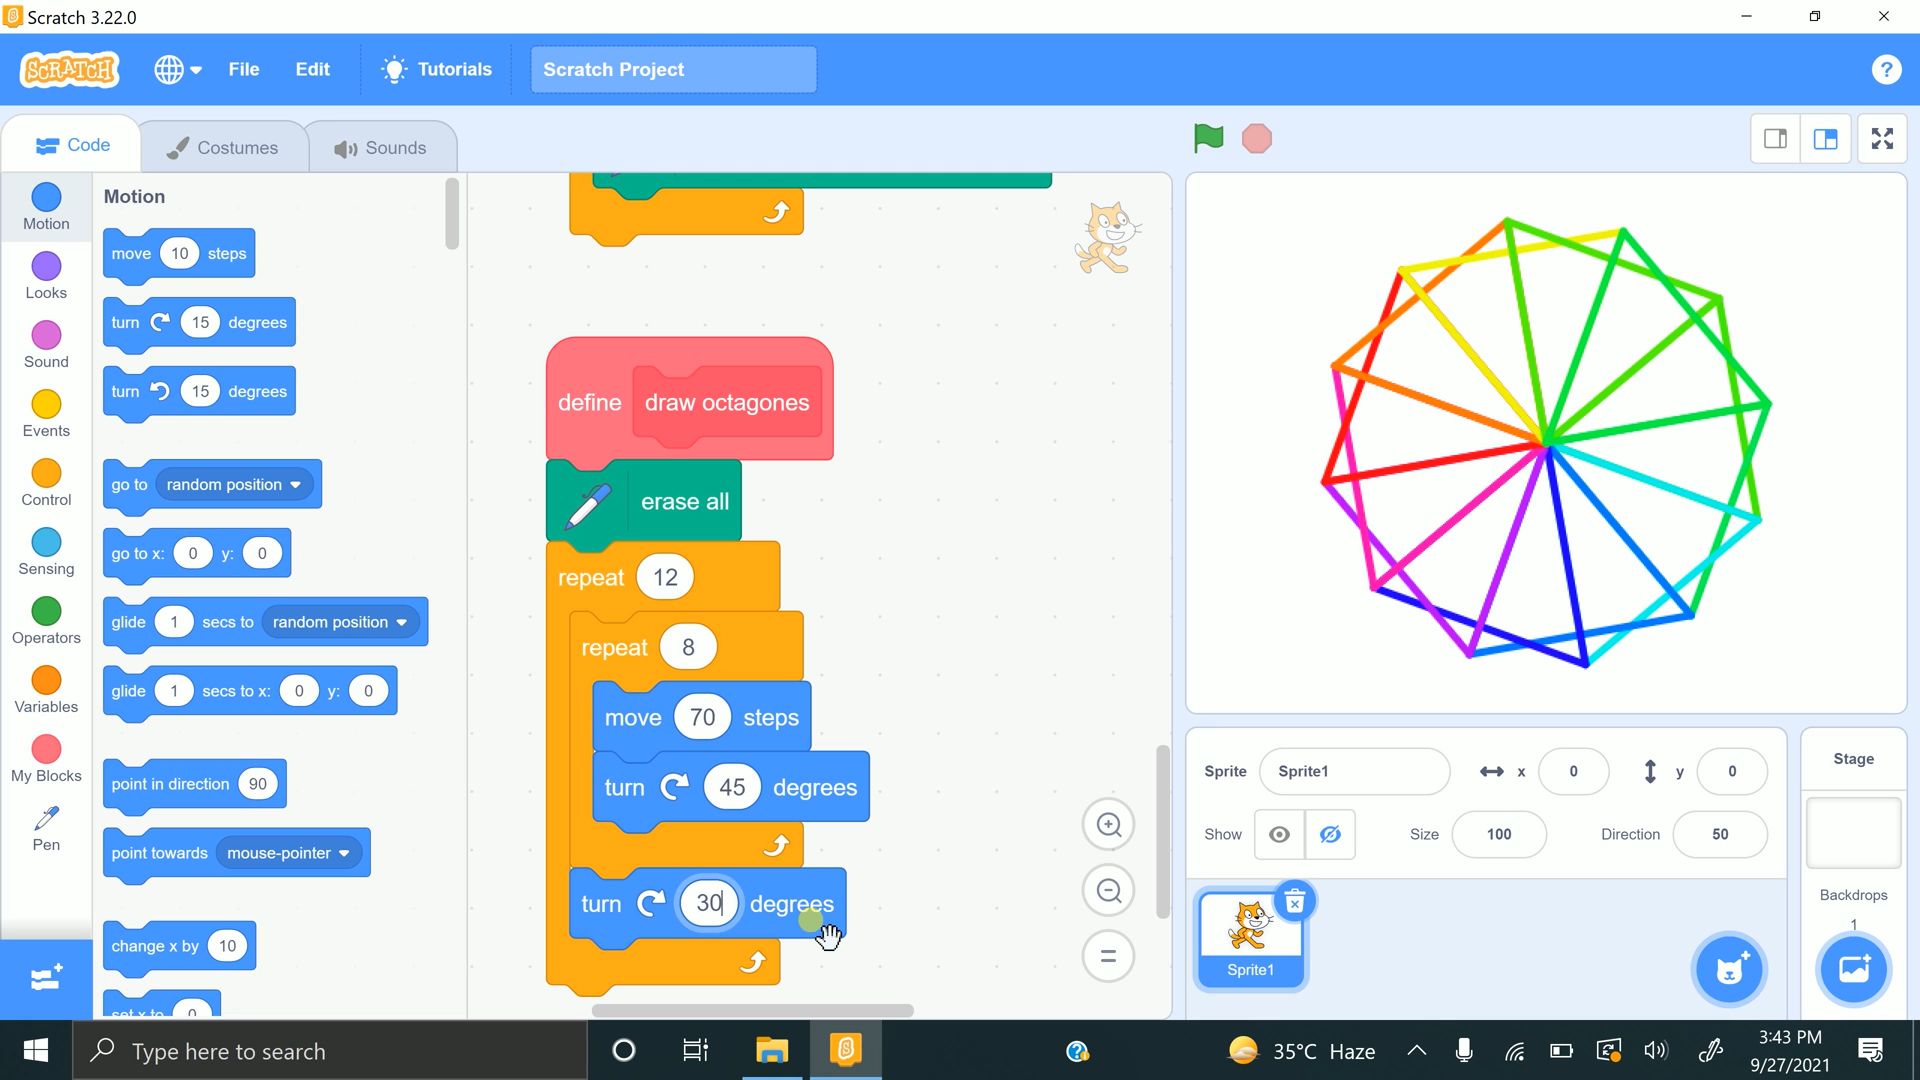 Scratch 3.22.0
SCRATCH
File
Edit
Tutorials
Scratch Project
?
Code
Costumes
Sounds
Motion
Looks
Sound
Events
Control
Sensing
Operators
Variables
My Blocks
Pen
Motion
move 10 steps
turn 15 degrees
turn 15 degrees
go to random position
go to x: 0 y: 0
glide 1 secs to random position
glide 1 secs to x: 0 y: 0
point in direction 90
point towards mouse-pointer
change x by 10
set x to 0
define draw octagones
erase all
repeat 12
repeat 8
move 70 steps
turn 45 degrees
turn 30 degrees
Sprite Sprite1 x 0 y 0
Show Size 100 Direction 50
Sprite1
Stage
Backdrops
1
Type here to search
35°C Haze
3:43 PM
9/27/2021